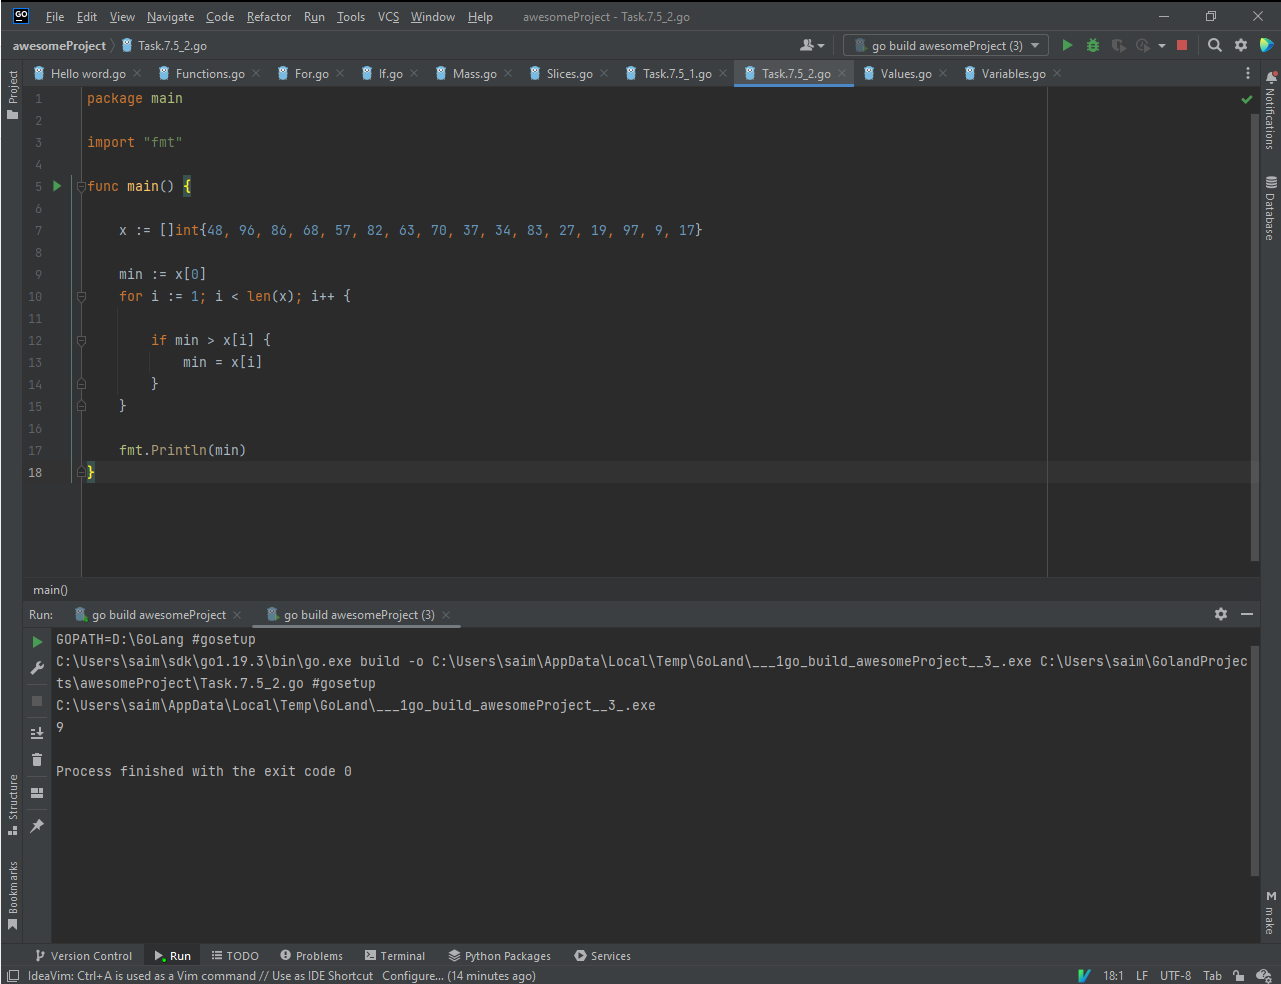 GO File Edit View Navigate Code Refactor Run Tools VCS Window Help awesomeProject - Task.7.5_2.go
awesomeProject Task.7.5_2.go go build awesomeProject (3)
Hello word.go Functions.go For.go If.go Mass.go Slices.go Task.7.5_1.go Task.7.5_2.go Values.go Variables.go
Project
Notifications
Database
1 package main
2
3 import "fmt"
4
5 func main() {
6
7 x := []int{48, 96, 86, 68, 57, 82, 63, 70, 37, 34, 83, 27, 19, 97, 9, 17}
8
9 min := x[0]
10 for i := 1; i < len(x); i++ {
11
12 if min > x[i] {
13 min = x[i]
14 }
15 }
16
17 fmt.Println(min)
18 }
main()
Run: go build awesomeProject go build awesomeProject (3)
GOPATH=D:\GoLang #gosetup
C:\Users\saim\sdk\go1.19.3\bin\go.exe build -o C:\Users\saim\AppData\Local\Temp\GoLand\___1go_build_awesomeProject__3_.exe C:\Users\saim\GolandProjec
ts\awesomeProject\Task.7.5_2.go #gosetup
C:\Users\saim\AppData\Local\Temp\GoLand\___1go_build_awesomeProject__3_.exe
9
Process finished with the exit code 0
Structure
Bookmarks
M make
Version Control Run TODO Problems Terminal Python Packages Services
IdeaVim: Ctrl+A is used as a Vim command // Use as IDE Shortcut Configure... (14 minutes ago) 18:1 LF UTF-8 Tab